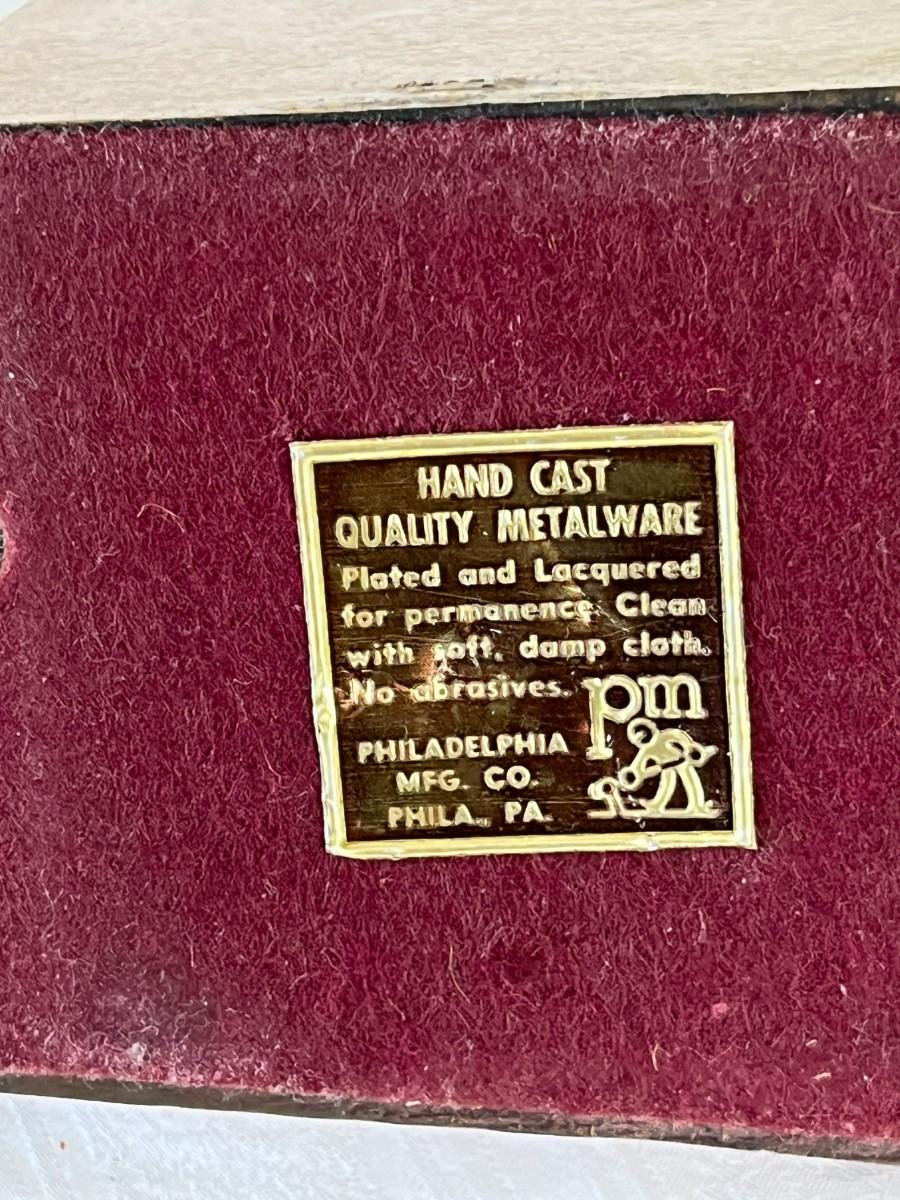 HAND CAST
QUALITY METALWARE
Plated and Lacquered
for permanence. Clean
with soft, damp cloth.
No abrasives.
pm
PHILADELPHIA
MFG. CO.
PHILA., PA.